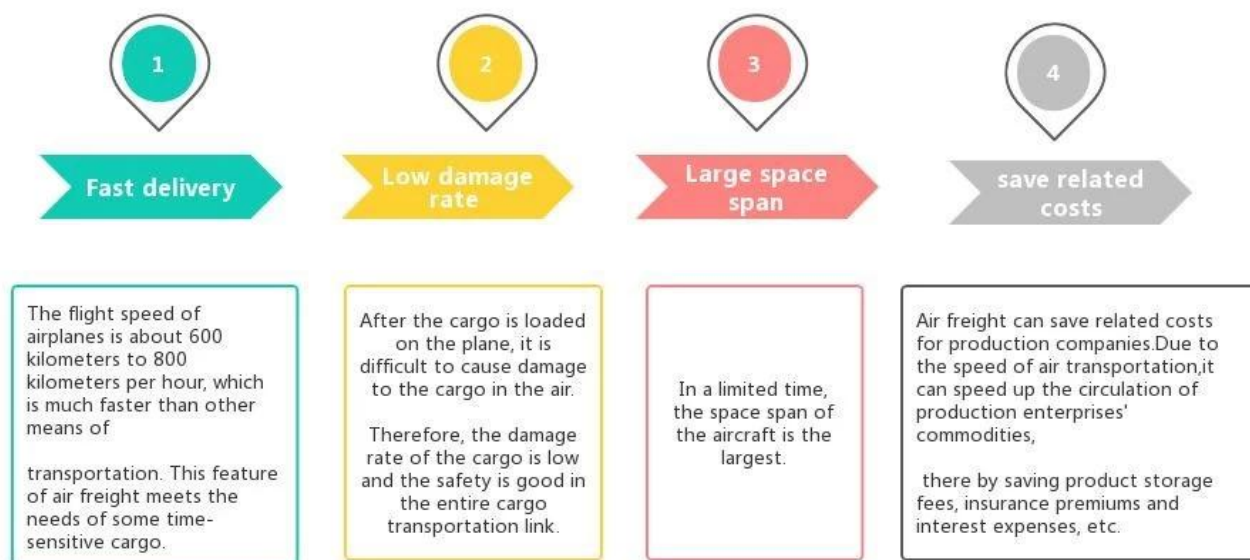 1
Fast delivery
The flight speed of
airplanes is about 600
kilometers to 800
kilometers per hour, which
is much faster than other
means of
transportation. This feature
of air freight meets the
needs of some time-
sensitive cargo.
2
Low damage
rate
After the cargo is loaded
on the plane, it is
difficult to cause damage
to the cargo in the air.
Therefore, the damage
rate of the cargo is low
and the safety is good in
the entire cargo
transportation link.
3
Large space
span
In a limited time,
the space span of
the aircraft is the
largest.
4
save related
costs
Air freight can save related costs
for production companies.Due to
the speed of air transportation,it
can speed up the circulation of
production enterprises'
commodities,
there by saving product storage
fees, insurance premiums and
interest expenses, etc.